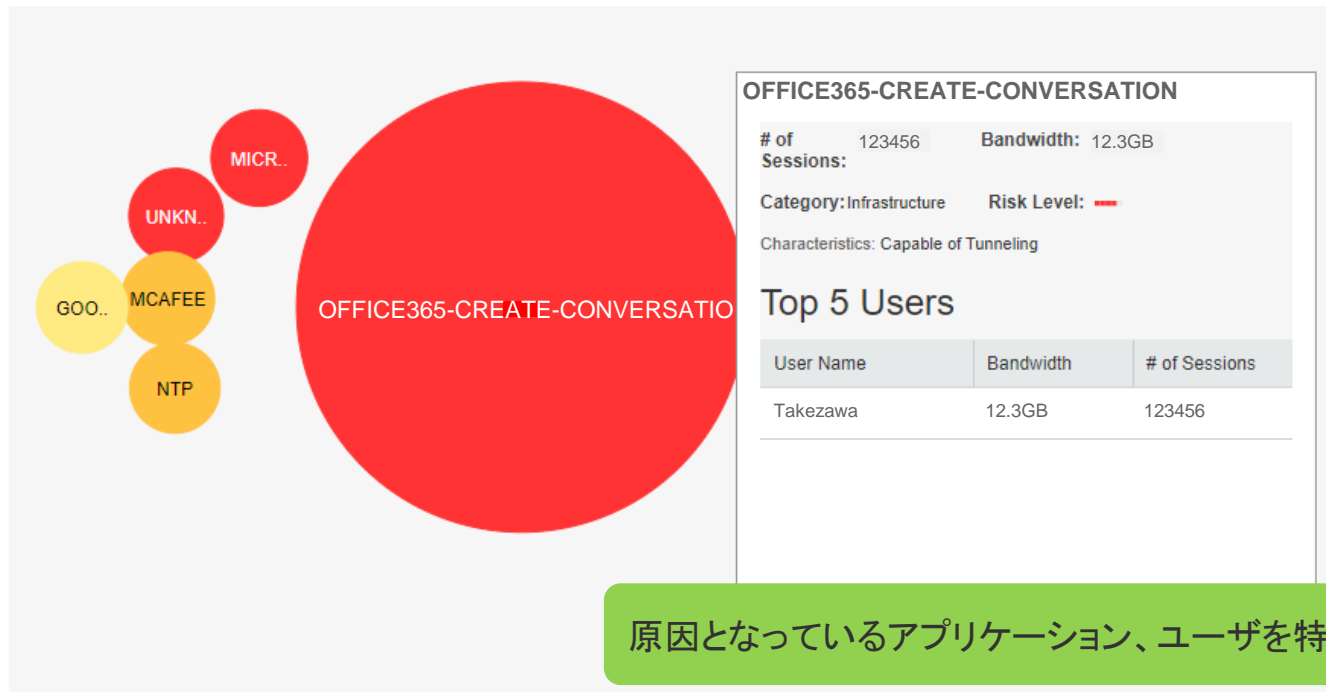 MICR..
UNKN..
GOO..
MCAFEE
NTP
OFFICE365-CREATE-CONVERSATIO
OFFICE365-CREATE-CONVERSATION
# of Sessions: 123456 Bandwidth: 12.3GB
Category: Infrastructure Risk Level:
Characteristics: Capable of Tunneling
Top 5 Users
User Name Bandwidth # of Sessions
Takezawa 12.3GB 123456
原因となっているアプリケーション、ユーザを特